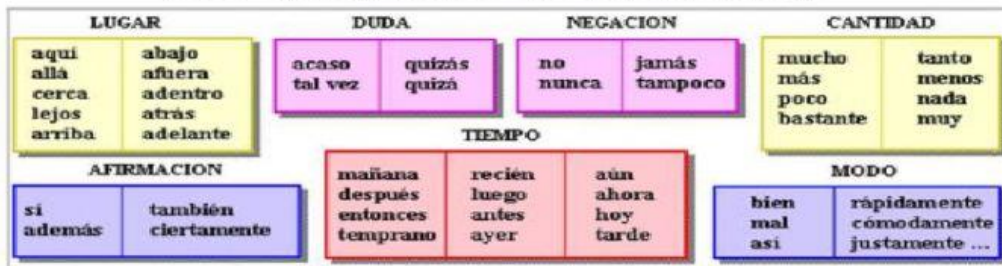 LUGAR DUDA NEGACION CANTIDAD
aquí abajo
allá afuera
cerca adentro
lejos atrás
arriba adelante
acaso quizás
tal vez quizá
no jamás
nunca tampoco
mucho tanto
más menos
poco nada
bastante muy
AFIRMACION TIEMPO MODO
sí también
además ciertamente
mañana recién aún
después luego ahora
entonces antes hoy
temprano ayer tarde
bien rápidamente
mal cómodamente
así justamente ...